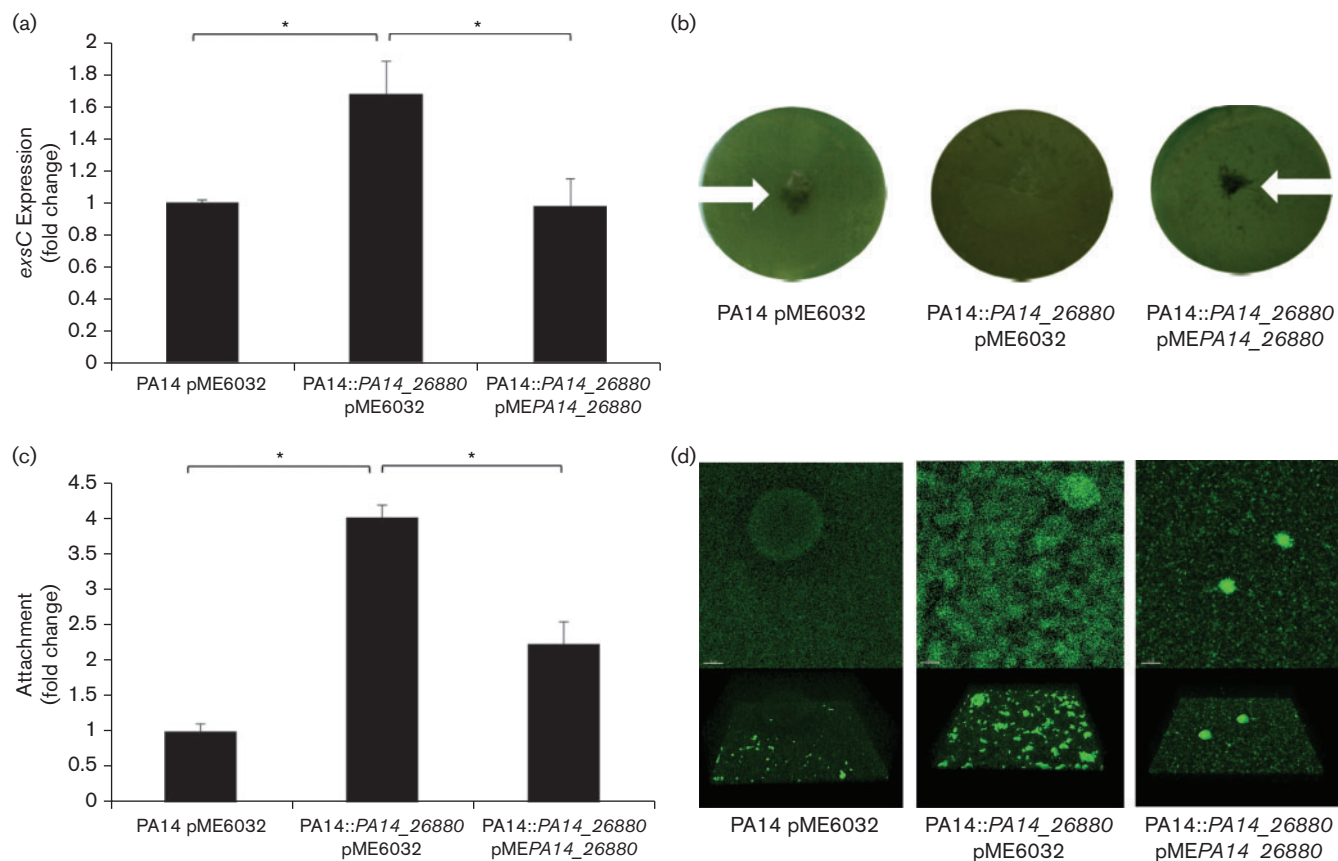 (a)
*
*
2
1.8
1.6
1.4
1.2
1
0.8
0.6
0.4
0.2
0
exsC Expression
(fold change)
PA14 pME6032
PA14::PA14_26880
pME6032
PA14::PA14_26880
pMEPA14_26880
(b)
PA14 pME6032
PA14::PA14_26880
pME6032
PA14::PA14_26880
pMEPA14_26880
(c)
*
*
4.5
4
3.5
3
2.5
2
1.5
1
0.5
0
Attachment
(fold change)
PA14 pME6032
PA14::PA14_26880
pME6032
PA14::PA14_26880
pMEPA14_26880
(d)
PA14 pME6032
PA14::PA14_26880
pME6032
PA14::PA14_26880
pMEPA14_26880